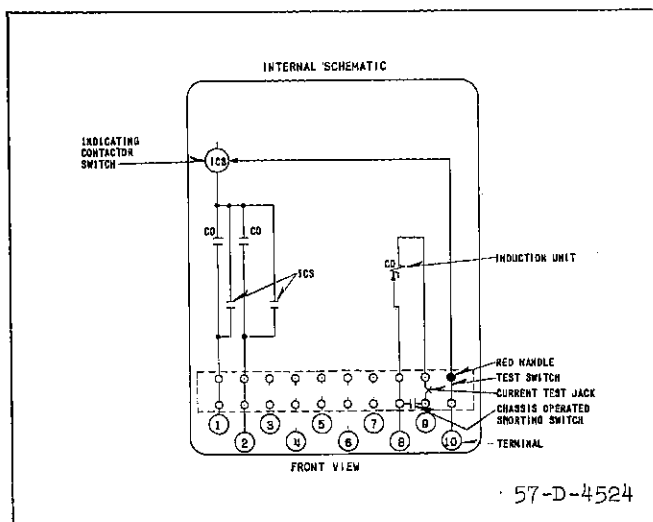 INTERNAL SCHEMATIC
INDICATING
CONTACTOR
SWITCH
ICS
CO
CO
ICS
CO
INDUCTION UNIT
RED HANDLE
TEST SWITCH
CURRENT TEST JACK
CHASSIS OPERATED
SHORTING SWITCH
TERMINAL
1
2
3
4
5
6
7
8
9
10
FRONT VIEW
57-D-4524